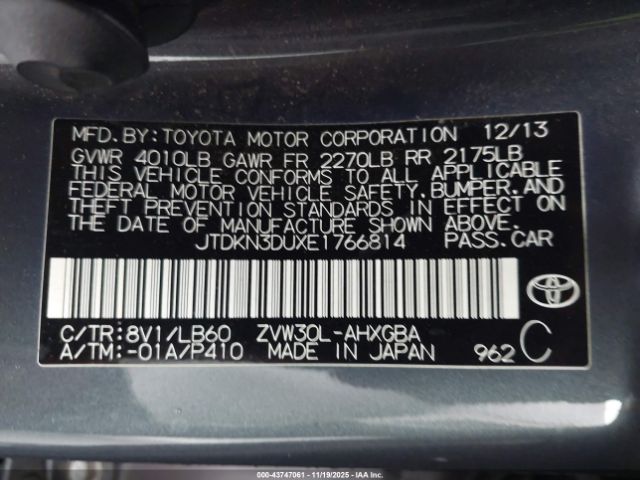 MFD.BY:TOYOTA MOTOR CORPORATION 12/13
GVWR 4010LB GAWR FR 2270LB RR 2175LB
THIS VEHICLE CONFORMS TO ALL APPLICABLE
FEDERAL MOTOR VEHICLE SAFETY,BUMPER,AND
THEFT PREVENTION STANDARDS IN EFFECT ON
THE DATE OF MANUFACTURE SHOWN ABOVE.
JTDKN3DUXE1766814 PASS.CAR
C/TR:8V1/LB60 ZVW30L-AHXGBA
A/TM:-01A/P410 MADE IN JAPAN 962 C
000-43747061 - 11/19/2025 - IAA Inc.